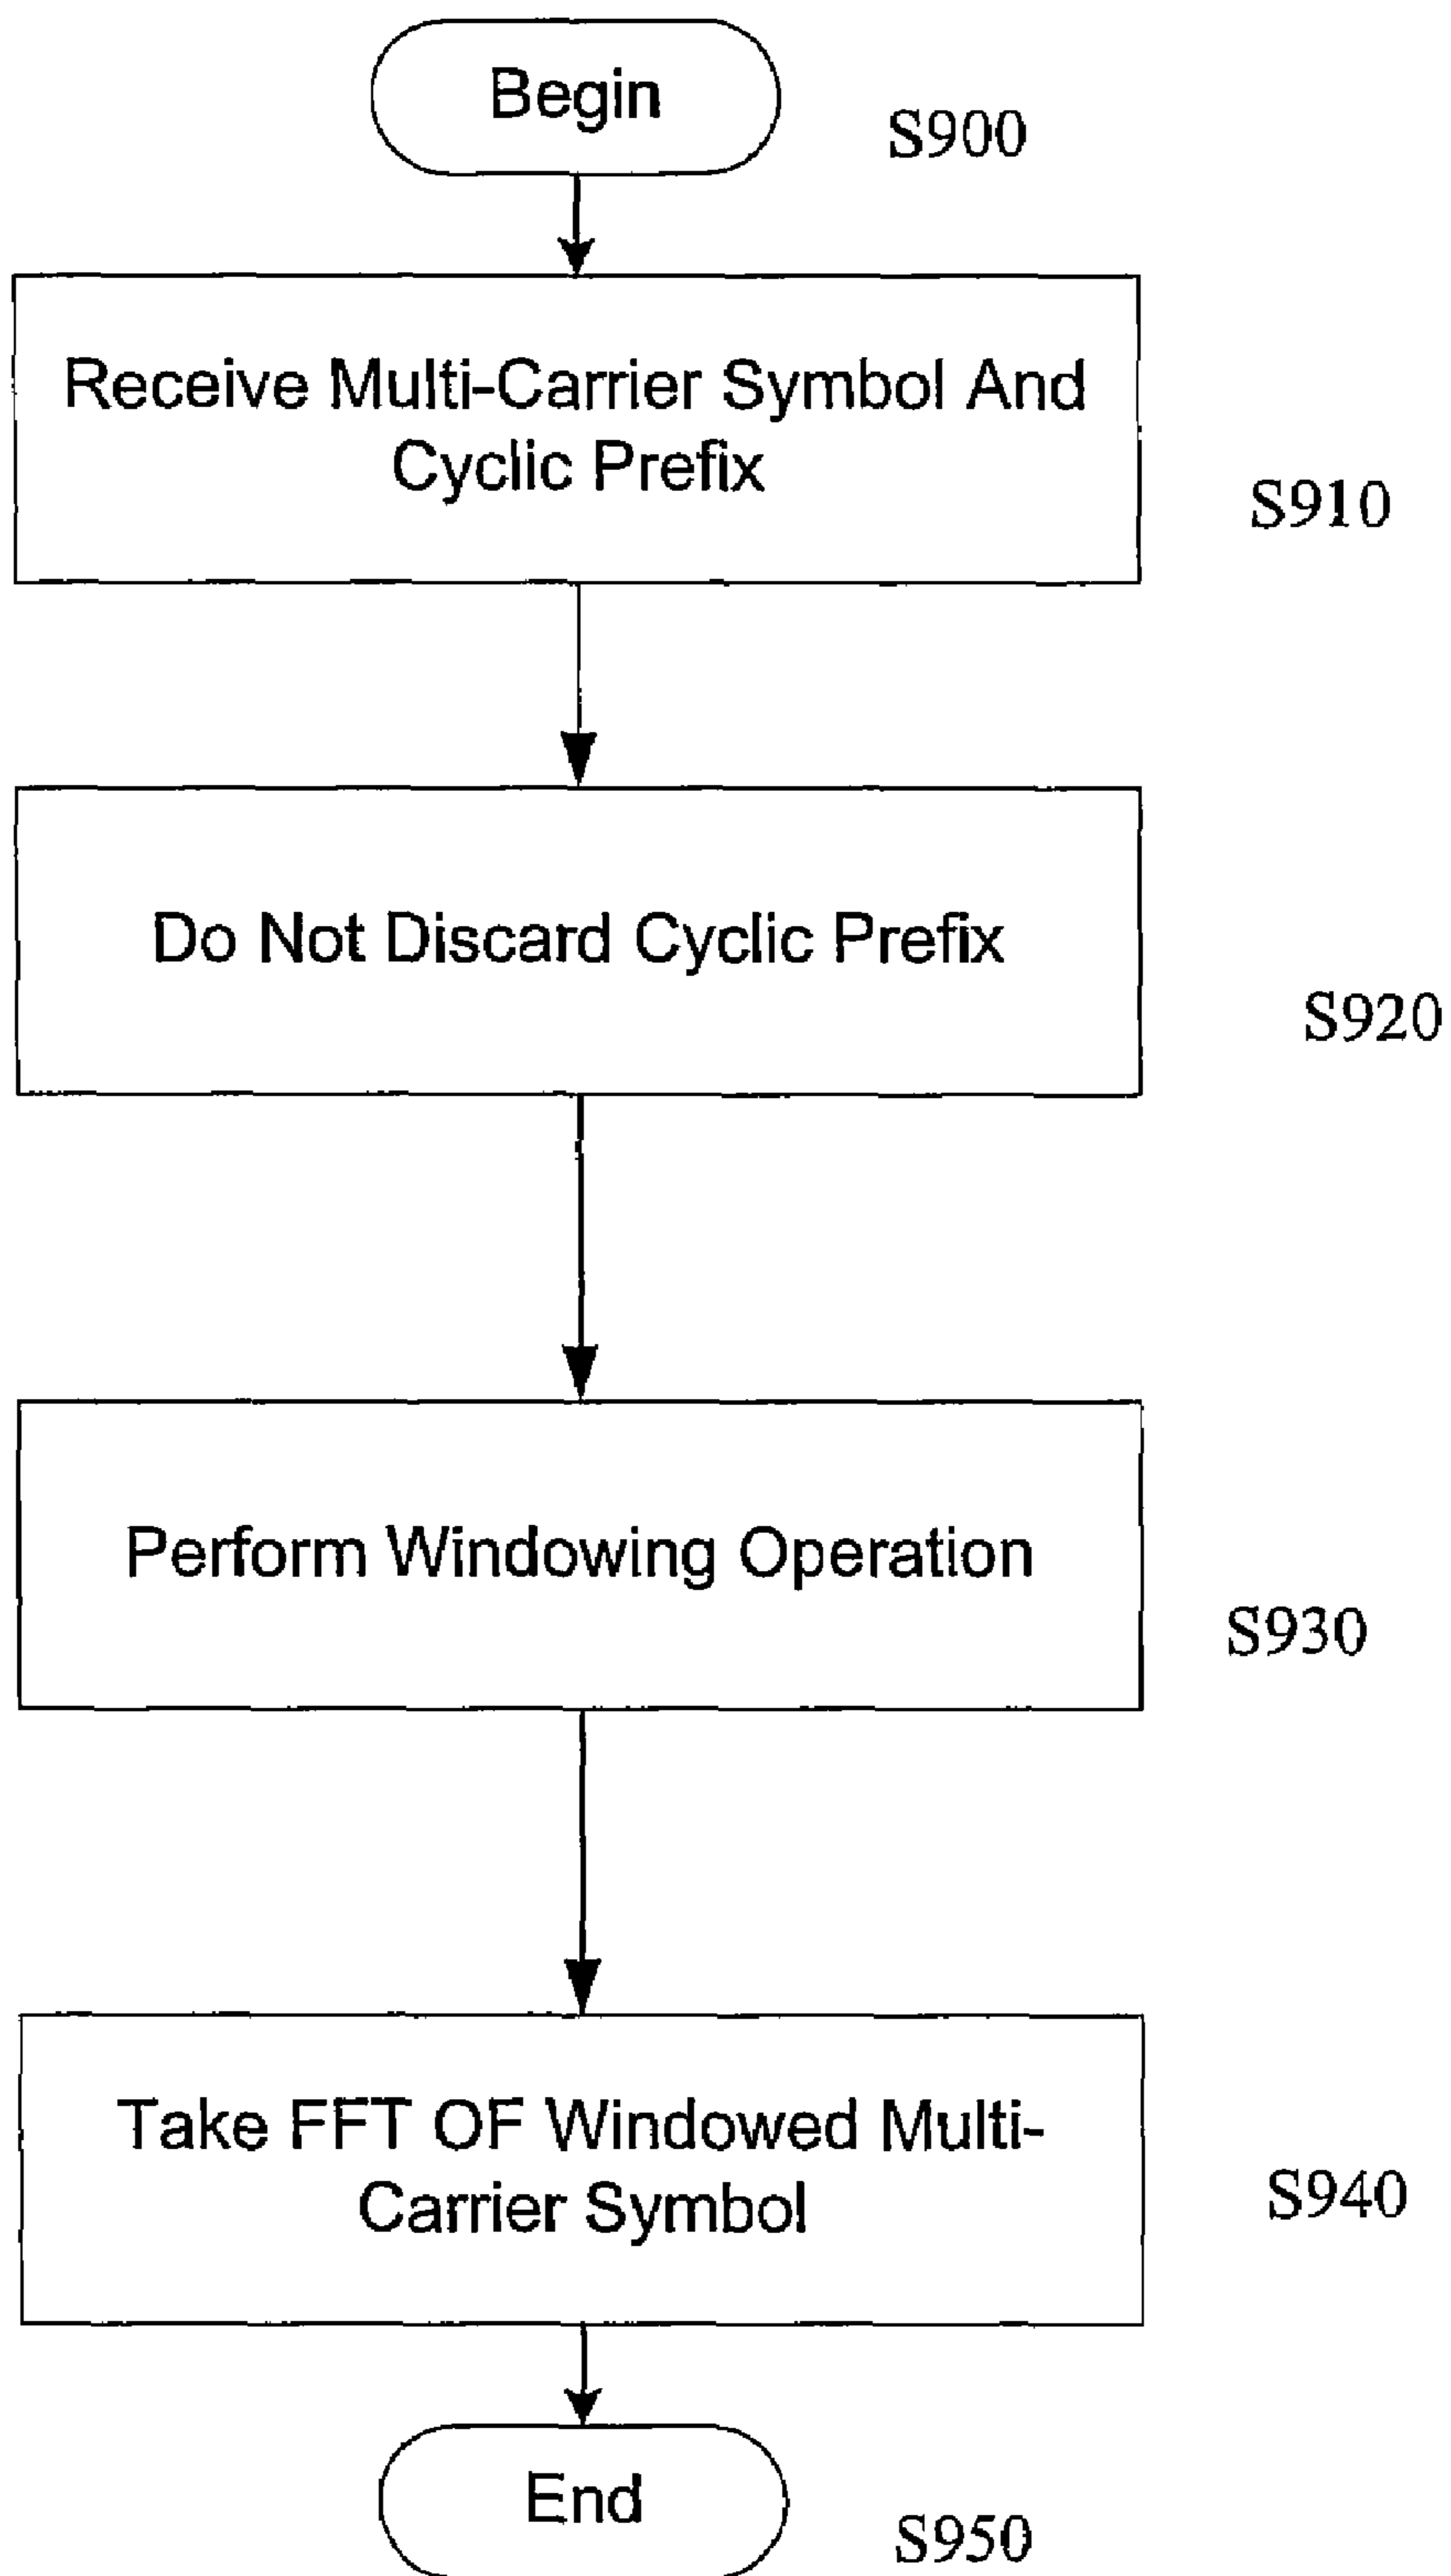 Begin
S900
Receive Multi-Carrier Symbol And
Cyclic Prefix
S910
Do Not Discard Cyclic Prefix
S920
Perform Windowing Operation
S930
Take FFT OF Windowed Multi-
Carrier Symbol
S940
End
S950